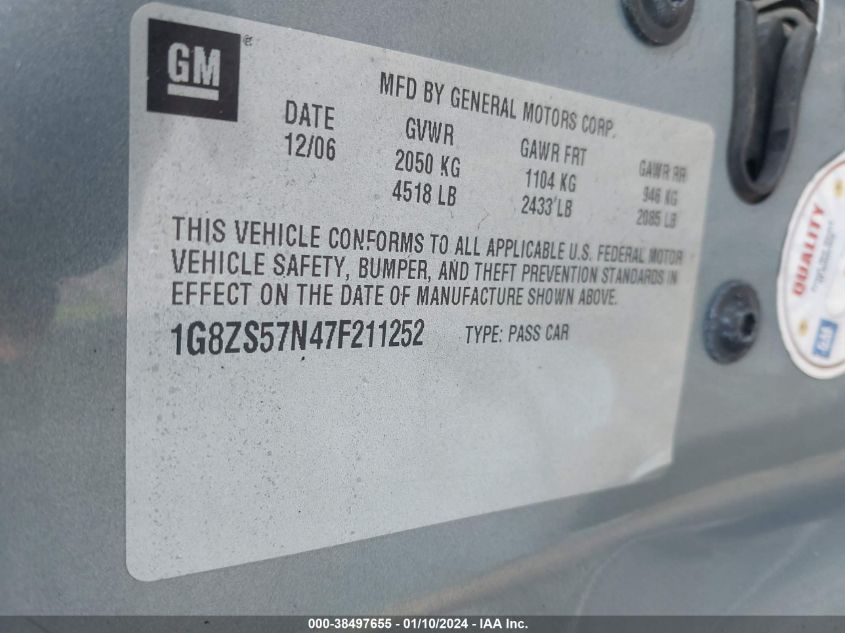 GM
MFD BY GENERAL MOTORS CORP.
DATE GVWR GAWR FRT GAWR RR
12/06 2050 KG 1104 KG 946 KG
4518 LB 2433 LB 2085 LB
THIS VEHICLE CONFORMS TO ALL APPLICABLE U.S. FEDERAL MOTOR
VEHICLE SAFETY, BUMPER, AND THEFT PREVENTION STANDARDS IN
EFFECT ON THE DATE OF MANUFACTURE SHOWN ABOVE.
1G8ZS57N47F211252 TYPE: PASS CAR
QUALITY
GM
000-38497655 - 01/10/2024 - IAA Inc.